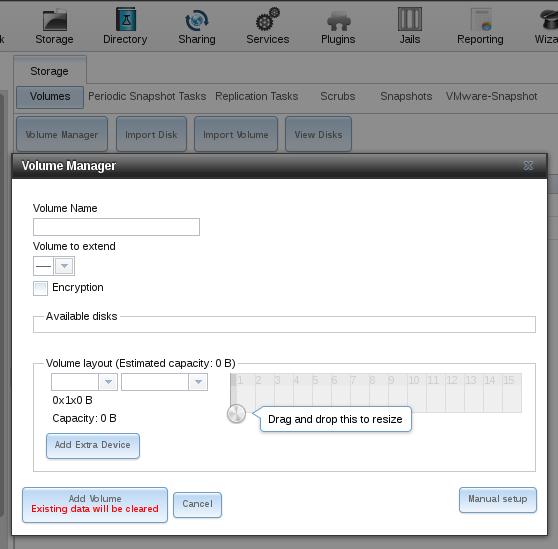 k Storage Directory Sharing Services Plugins Jails Reporting Wiza
Storage
Volumes Periodic Snapshot Tasks Replication Tasks Scrubs Snapshots VMware-Snapshot
Volume Manager Import Disk Import Volume View Disks
Volume Manager
Volume Name
Volume to extend
-----
Encryption
Available disks
Volume layout (Estimated capacity: 0 B)
1 2 3 4 5 6 7 8 9 10 11 12 13 14 15
0x1x0 B
Capacity: 0 B
Drag and drop this to resize
Add Extra Device
Add Volume
Existing data will be cleared
Cancel
Manual setup